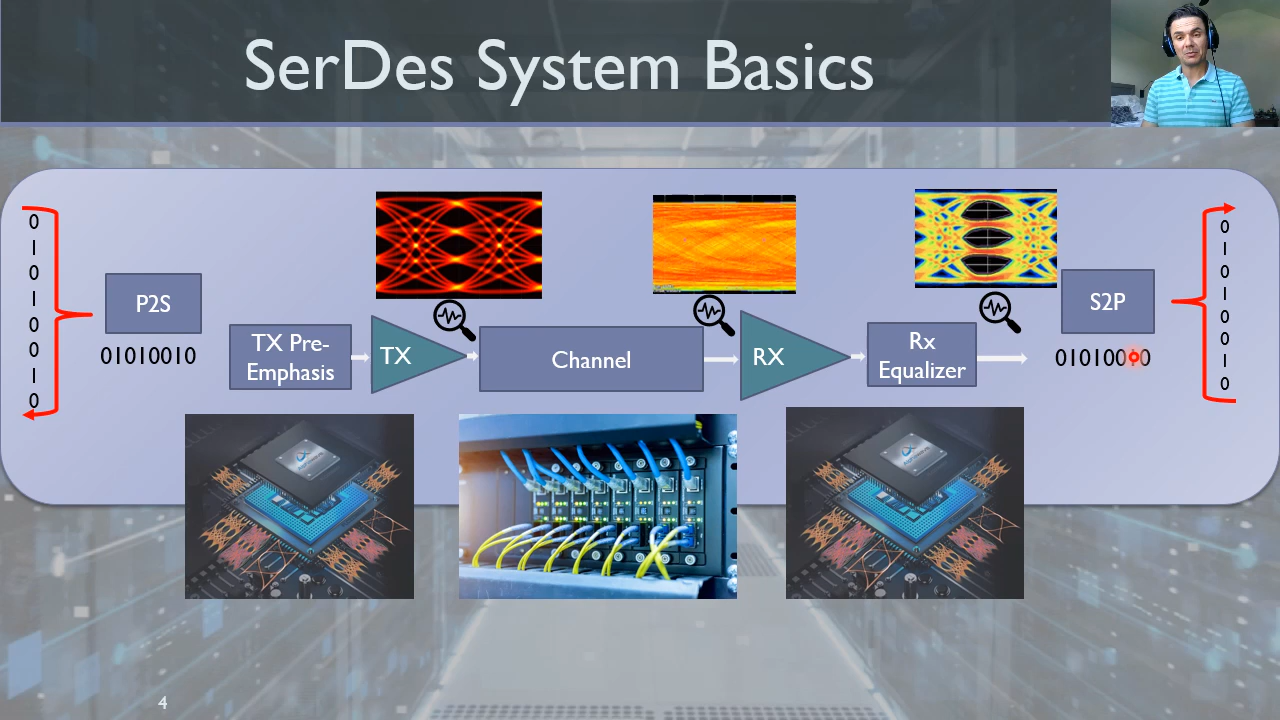 SerDes System Basics
0
1
0
1
0
0
1
0
P2S
01010010
TX Pre-
Emphasis
TX
Channel
RX
Rx
Equalizer
S2P
01010010
0
1
0
1
0
0
1
0
4